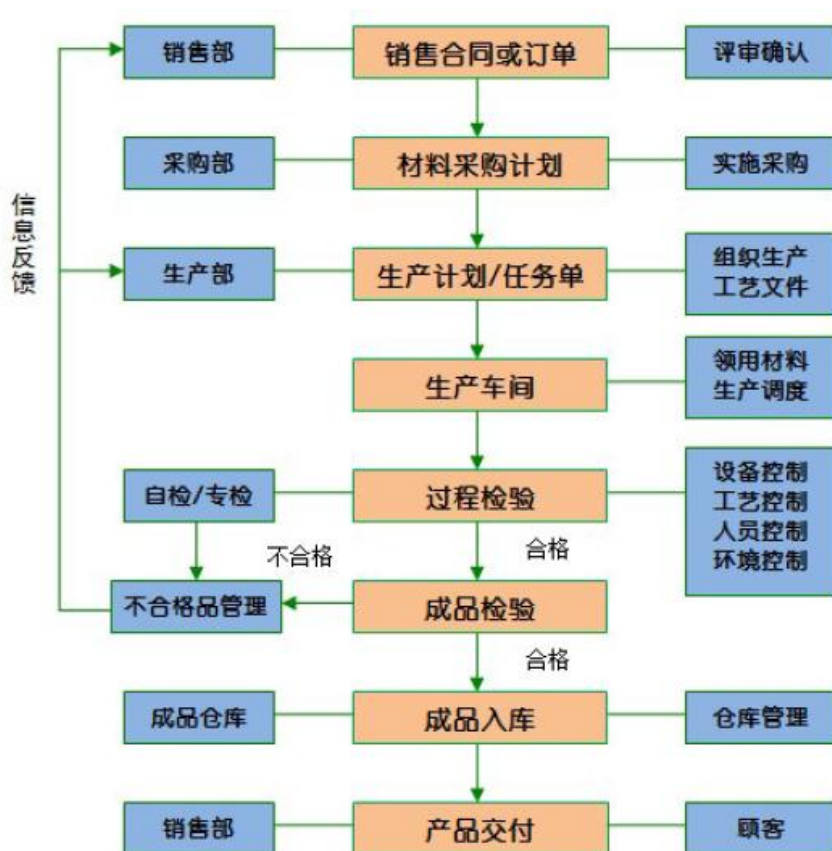 销售部
销售合同或订单
评审确认
采购部
材料采购计划
实施采购
信息反馈
生产部
生产计划/任务单
组织生产
工艺文件
生产车间
领用材料
生产调度
自检/专检
过程检验
设备控制
工艺控制
人员控制
环境控制
不合格
合格
不合格品管理
成品检验
合格
成品仓库
成品入库
仓库管理
销售部
产品交付
顾客